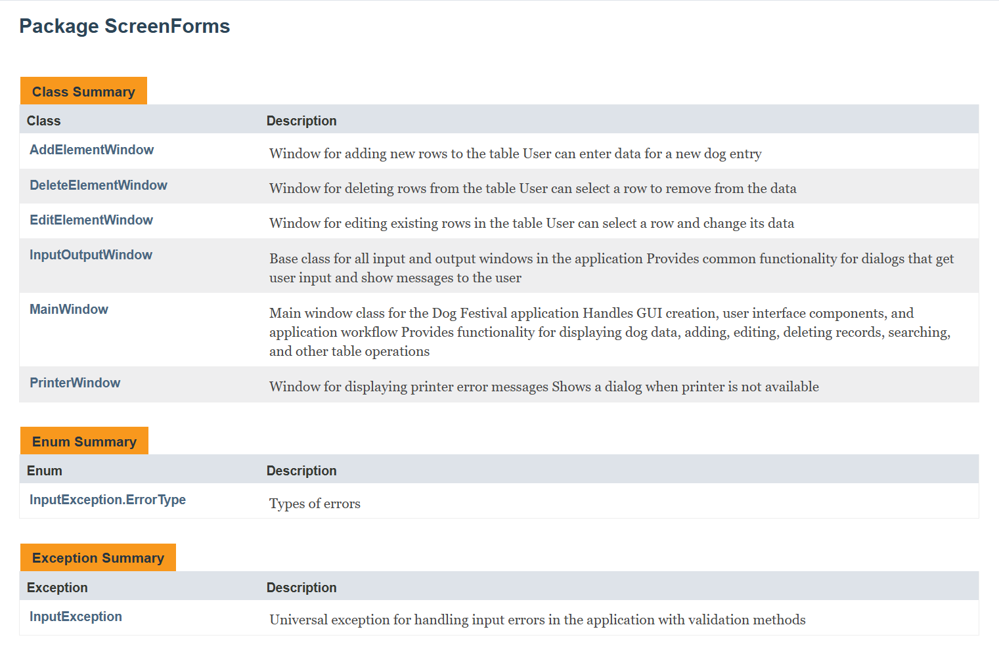 Package ScreenForms
Class Summary
Class Description
AddElementWindow Window for adding new rows to the table User can enter data for a new dog entry
DeleteElementWindow Window for deleting rows from the table User can select a row to remove from the data
EditElementWindow Window for editing existing rows in the table User can select a row and change its data
InputOutputWindow Base class for all input and output windows in the application Provides common functionality for dialogs that get
user input and show messages to the user
MainWindow Main window class for the Dog Festival application Handles GUI creation, user interface components, and
application workflow Provides functionality for displaying dog data, adding, editing, deleting records, searching,
and other table operations
PrinterWindow Window for displaying printer error messages Shows a dialog when printer is not available
Enum Summary
Enum Description
InputException.ErrorType Types of errors
Exception Summary
Exception Description
InputException Universal exception for handling input errors in the application with validation methods